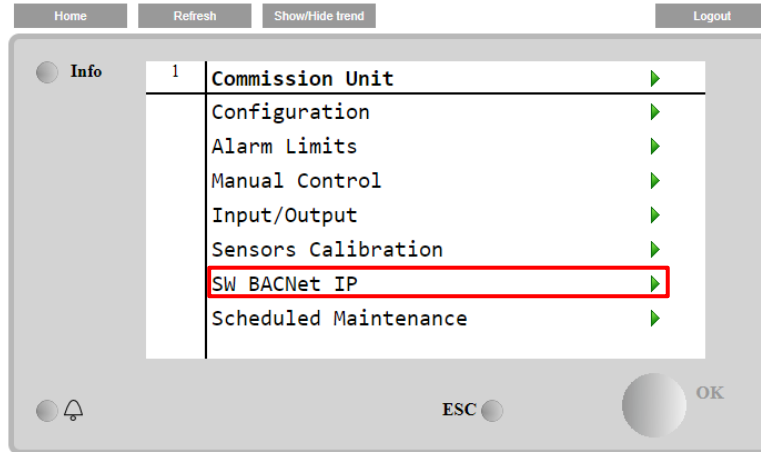 Home Refresh Show/Hide trend Logout
Info
1 Commission Unit
Configuration
Alarm Limits
Manual Control
Input/Output
Sensors Calibration
SW BACNet IP
Scheduled Maintenance
ESC OK